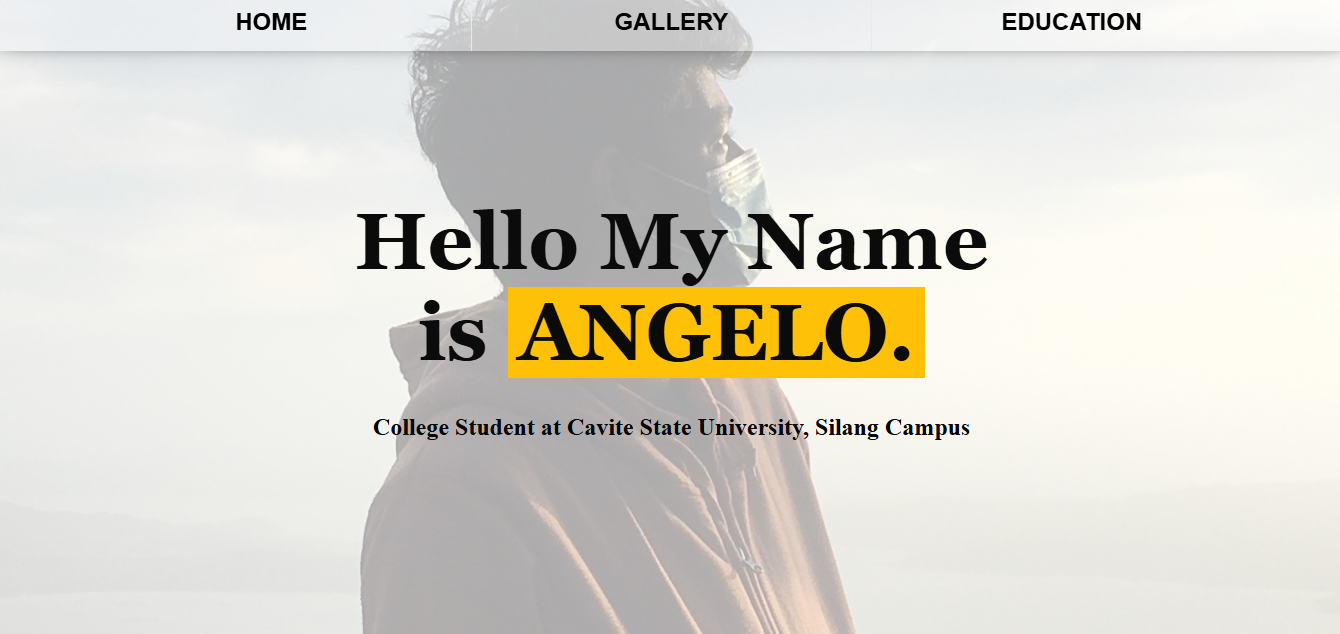 HOME GALLERY EDUCATION
Hello My Name
is ANGELO.
College Student at Cavite State University, Silang Campus